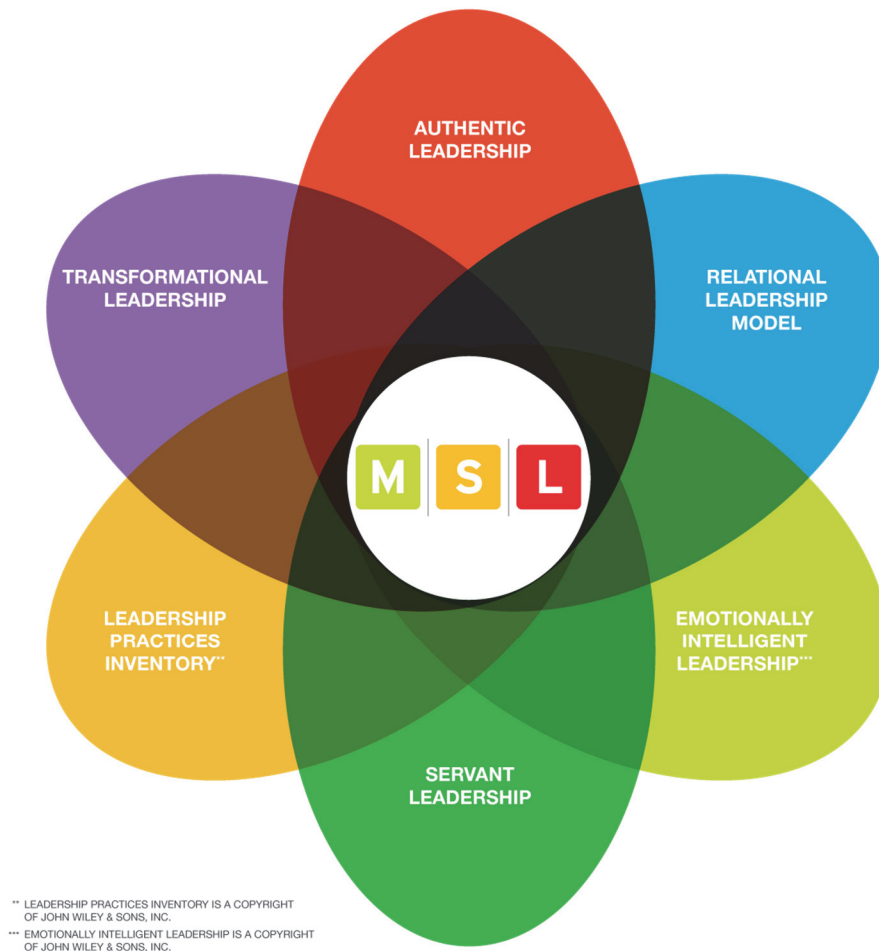 AUTHENTIC
LEADERSHIP
TRANSFORMATIONAL
LEADERSHIP
RELATIONAL
LEADERSHIP
MODEL
M S L
LEADERSHIP
PRACTICES
INVENTORY**
EMOTIONALLY
INTELLIGENT
LEADERSHIP***
SERVANT
LEADERSHIP
** LEADERSHIP PRACTICES INVENTORY IS A COPYRIGHT
OF JOHN WILEY & SONS, INC.
*** EMOTIONALLY INTELLIGENT LEADERSHIP IS A COPYRIGHT
OF JOHN WILEY & SONS, INC.